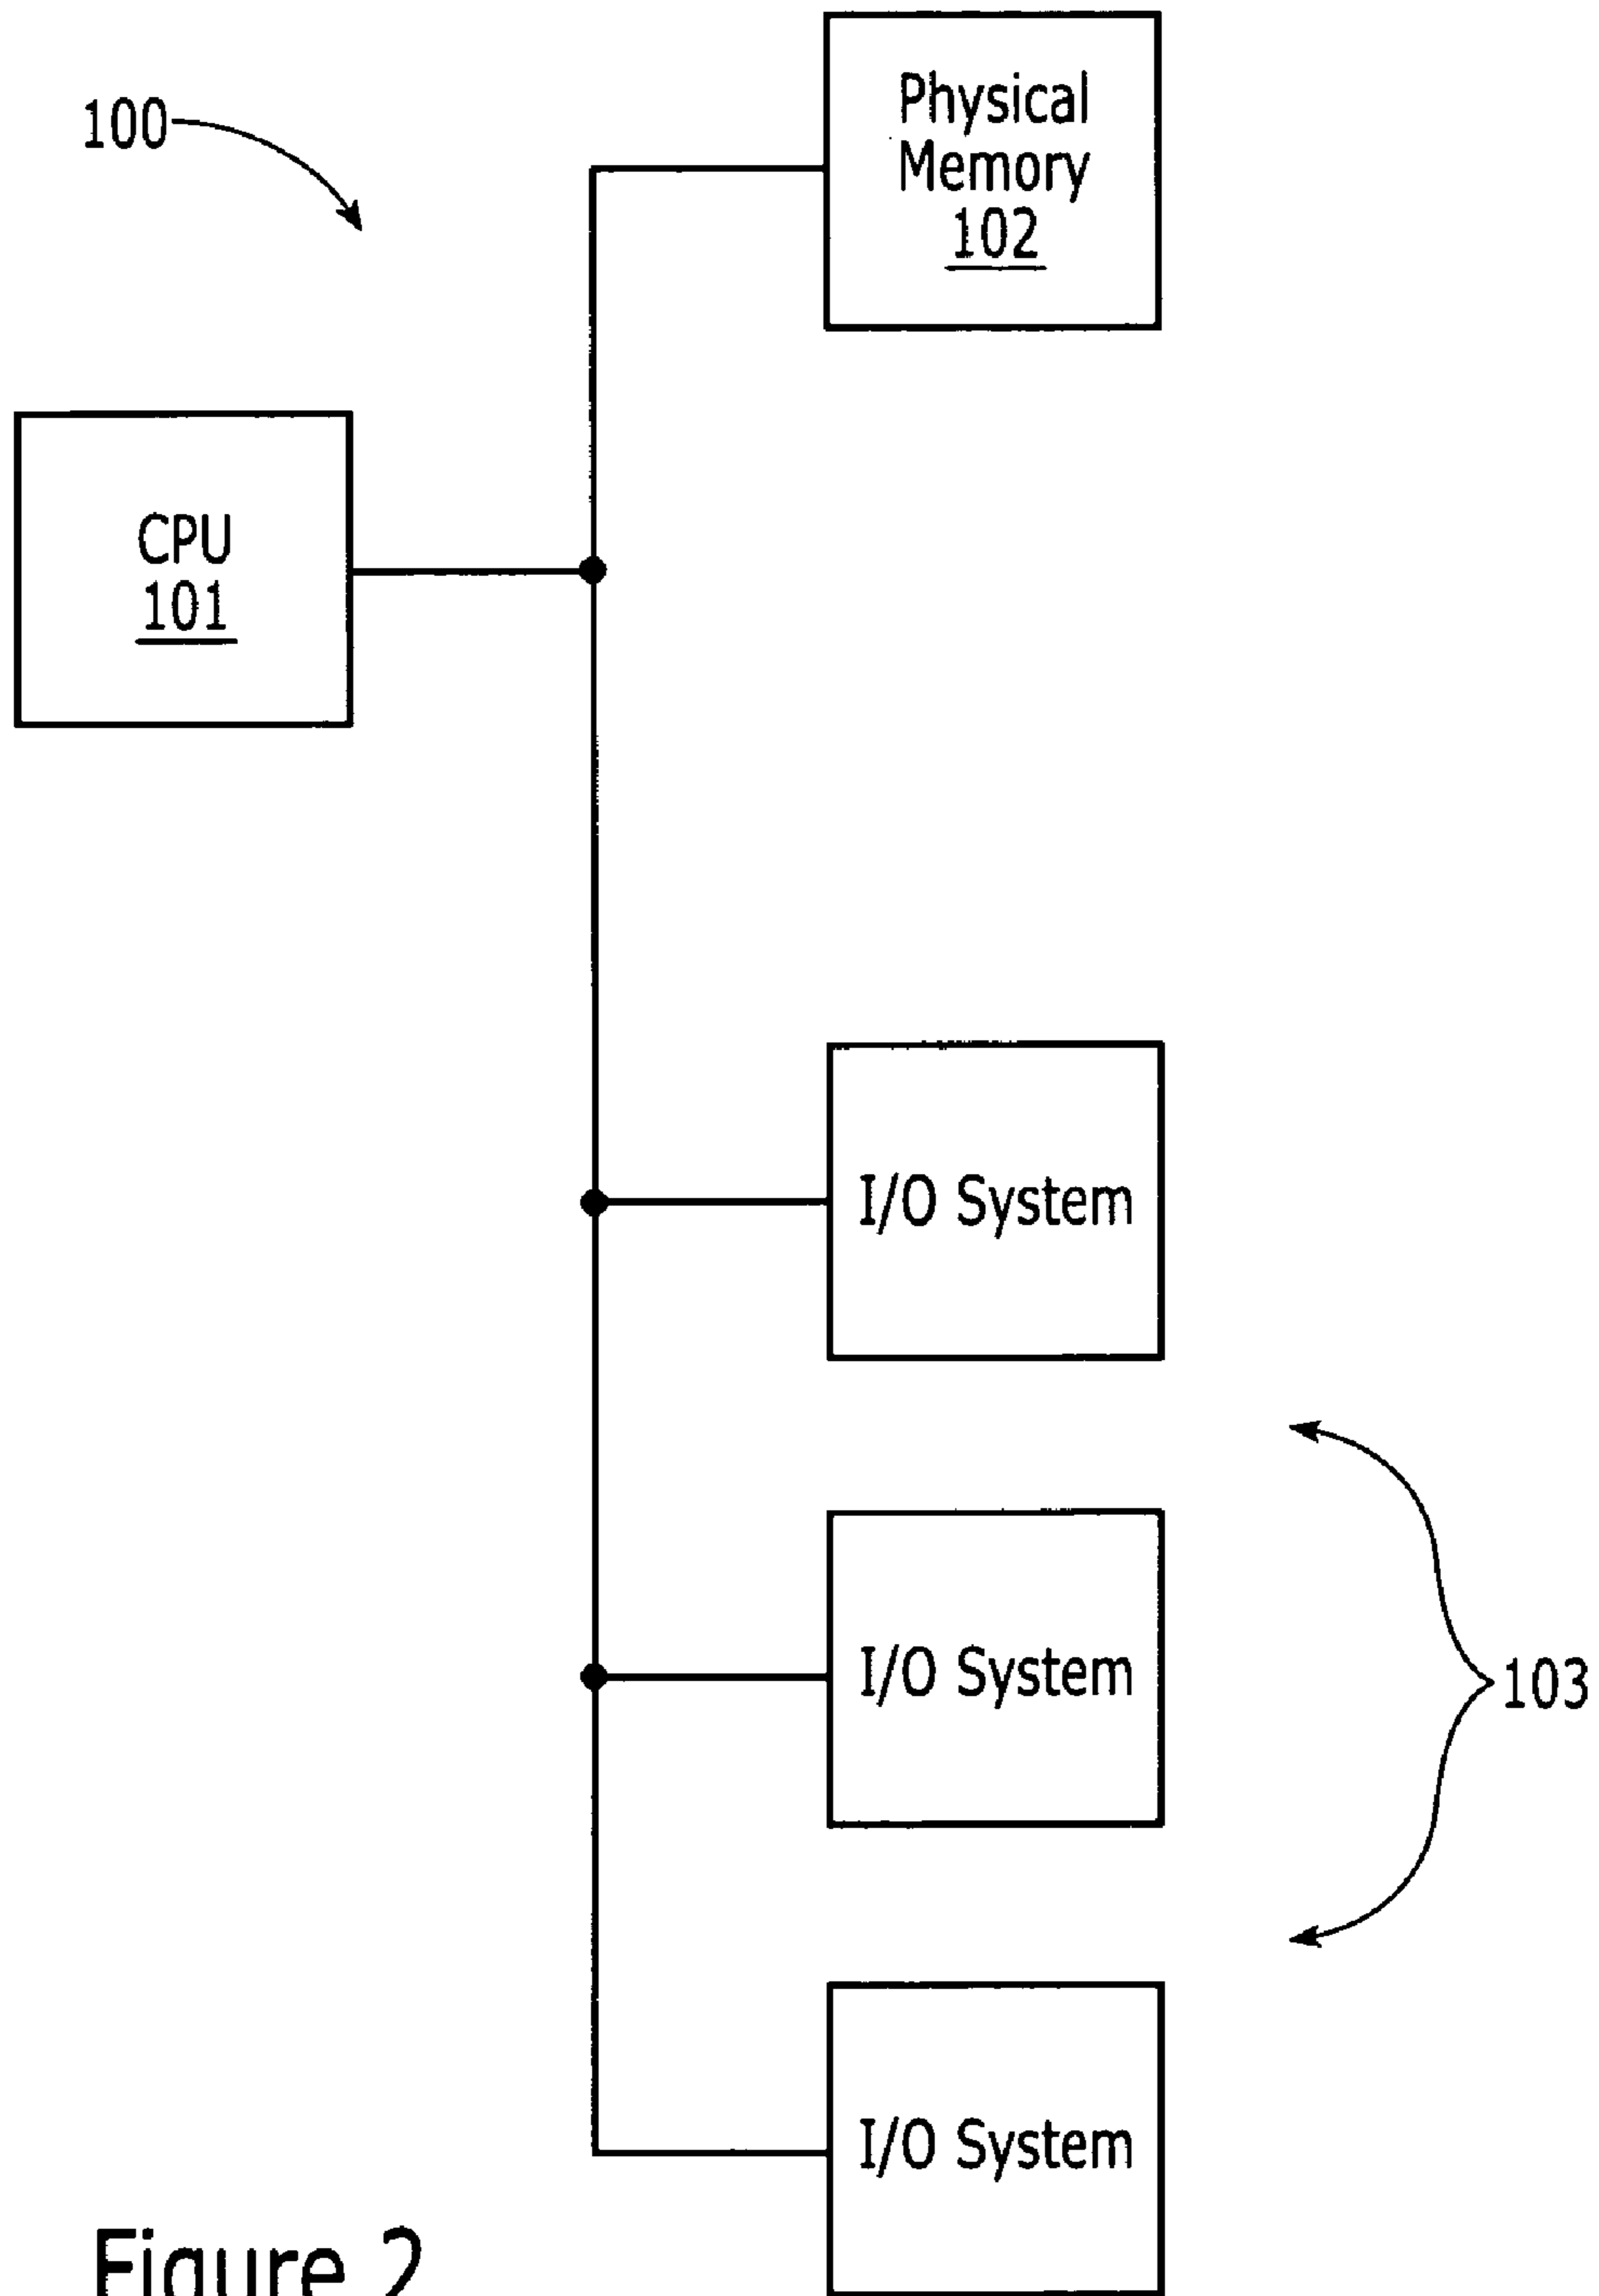 100
Physical
Memory
102
CPU
101
I/O System
I/O System
103
I/O System
Figure 2